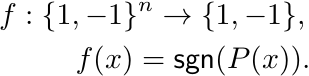 f : {1, −1}ⁿ → {1, −1},
f(x) = sgn(P(x)).